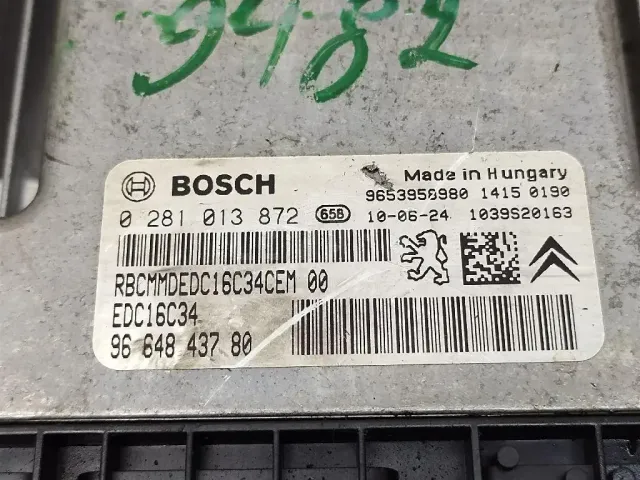 BOSCH
Made in Hungary
9653958980 1415 0190
0 281 013 872 658 10-06-24 1039S20163
RBCMMDEDC16C34CEM 00
EDC16C34
96 648 437 80